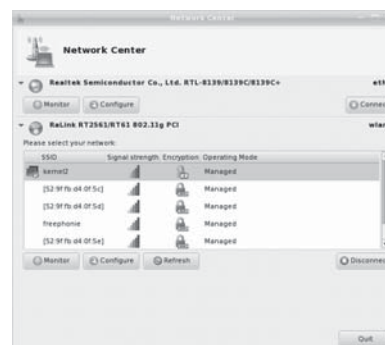 Network Center
Network Center
Realtek Semiconductor Co., Ltd. RTL-8139/8139C/8139C+ eth
Monitor Configure Connec
RaLink RT2561/RT61 802.11g PCI wlan
Please select your network:
SSID Signal strength Encryption Operating Mode
kernel2 Managed
[52 9f fb d4 0f 5c] Managed
[52 9f fb d4 0f 5d] Managed
freephonie Managed
[52 9f fb d4 0f 5e] Managed
Monitor Configure Refresh Disconnec
Quit